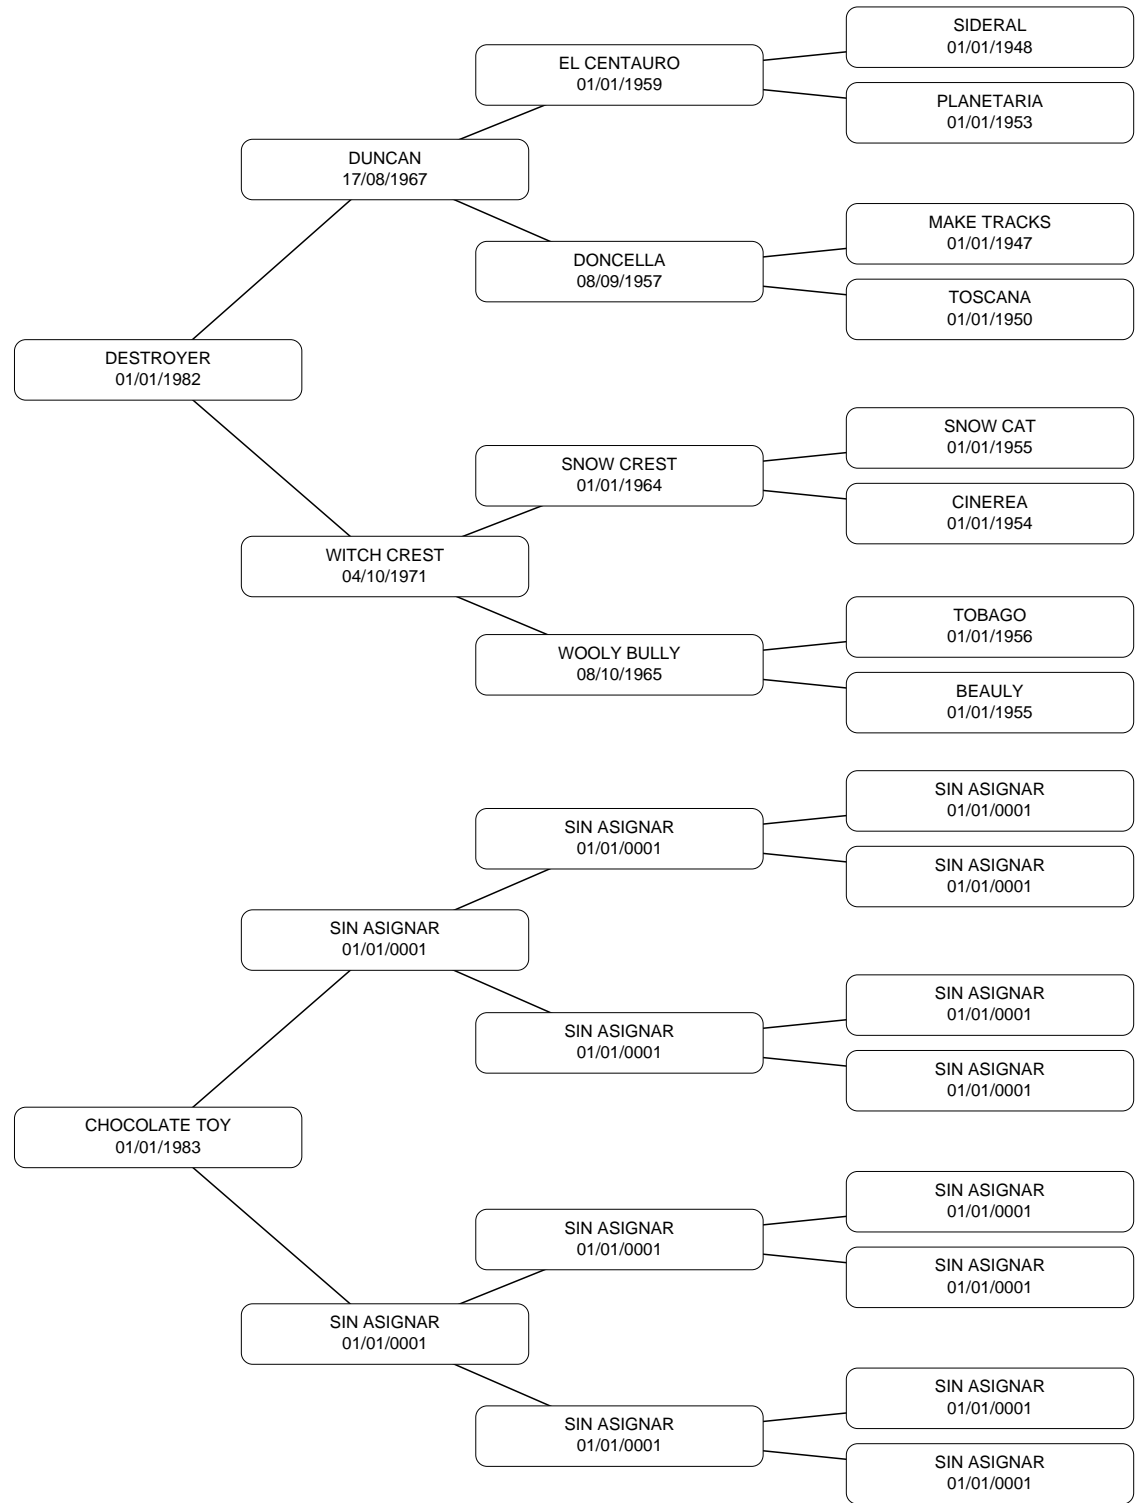 SIDERAL
01/01/1948
EL CENTAURO
01/01/1959
PLANETARIA
01/01/1953
DUNCAN
17/08/1967
MAKE TRACKS
01/01/1947
DONCELLA
08/09/1957
TOSCANA
01/01/1950
DESTROYER
01/01/1982
SNOW CAT
01/01/1955
SNOW CREST
01/01/1964
CINEREA
01/01/1954
WITCH CREST
04/10/1971
TOBAGO
01/01/1956
WOOLY BULLY
08/10/1965
BEAULY
01/01/1955
SIN ASIGNAR
01/01/0001
SIN ASIGNAR
01/01/0001
SIN ASIGNAR
01/01/0001
SIN ASIGNAR
01/01/0001
SIN ASIGNAR
01/01/0001
SIN ASIGNAR
01/01/0001
SIN ASIGNAR
01/01/0001
CHOCOLATE TOY
01/01/1983
SIN ASIGNAR
01/01/0001
SIN ASIGNAR
01/01/0001
SIN ASIGNAR
01/01/0001
SIN ASIGNAR
01/01/0001
SIN ASIGNAR
01/01/0001
SIN ASIGNAR
01/01/0001
SIN ASIGNAR
01/01/0001